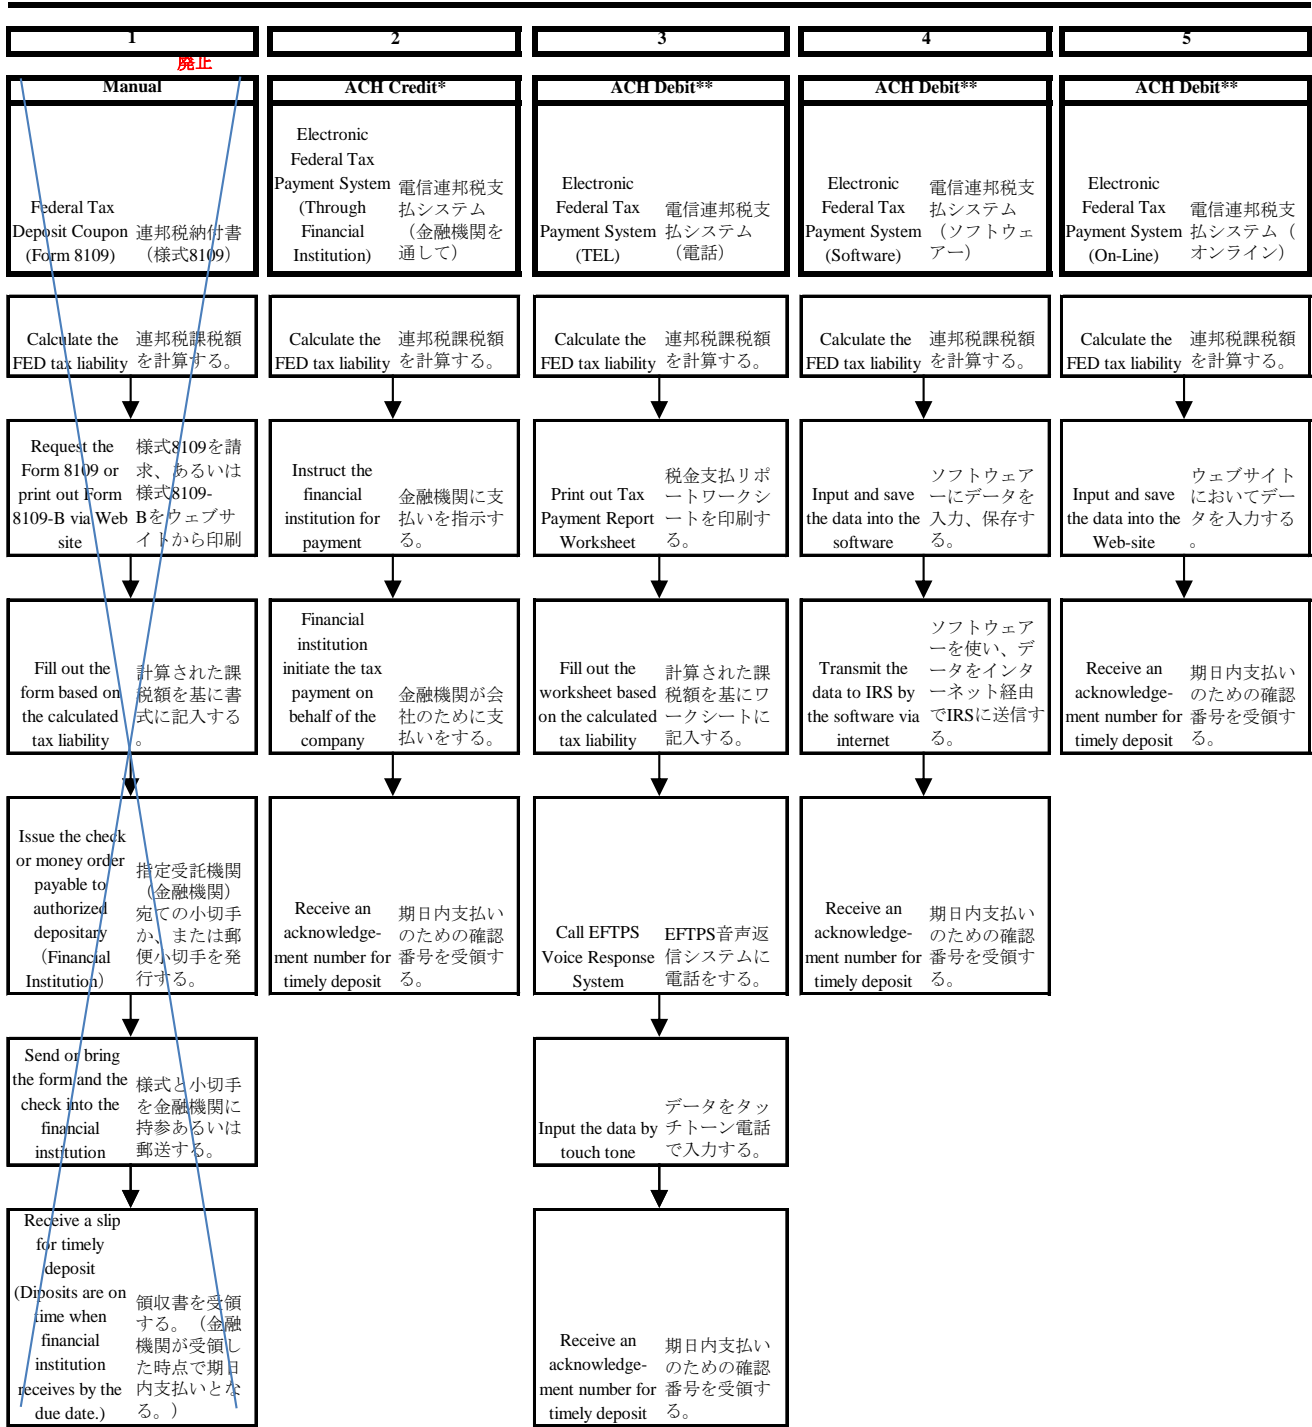 1
2
3
4
5
廃止
Manual
ACH Credit*
ACH Debit**
ACH Debit**
ACH Debit**
Federal Tax
Deposit Coupon
(Form 8109)
連邦税納付書
（様式8109）
Electronic
Federal Tax
Payment System
(Through
Financial
Institution)
電信連邦税支
払システム
（金融機関を
通して）
Electronic
Federal Tax
Payment System
(TEL)
電信連邦税支
払システム
（電話）
Electronic
Federal Tax
Payment System
(Software)
電信連邦税支
払システム
（ソフトウェ
アー）
Electronic
Federal Tax
Payment System
(On-Line)
電信連邦税支
払システム（
オンライン）
Calculate the
FED tax liability
連邦税課税額
を計算する。
Calculate the
FED tax liability
連邦税課税額
を計算する。
Calculate the
FED tax liability
連邦税課税額
を計算する。
Calculate the
FED tax liability
連邦税課税額
を計算する。
Calculate the
FED tax liability
連邦税課税額
を計算する。
Request the
Form 8109 or
print out Form
8109-B via Web
site
様式8109を請
求、あるいは
様式8109-
Bをウェブサ
イトから印刷
Instruct the
financial
institution for
payment
金融機関に支
払いを指示す
る。
Print out Tax
Payment Report
Worksheet
税金支払リポ
ートワークシ
ートを印刷す
る。
Input and save
the data into the
software
ソフトウェア
ーにデータを
入力、保存す
る。
Input and save
the data into the
Web-site
ウェブサイト
においてデー
タを入力する
。
Fill out the
form based on
the calculated
tax liability
計算された課
税額を基に書
式に記入する
。
Financial
institution
initiate the tax
payment on
behalf of the
company
金融機関が会
社のために支
払いをする。
Fill out the
worksheet based
on the calculated
tax liability
計算された課
税額を基にワ
ークシートに
記入する。
Transmit the
data to IRS by
the software via
internet
ソフトウェア
ーを使い、デ
ータをインタ
ーネット経由
でIRSに送信す
る。
Receive an
acknowledge-
ment number for
timely deposit
期日内支払い
のための確認
番号を受領す
る。
Issue the check
or money order
payable to
authorized
depositary
（Financial
Institution）
指定受託機関
（金融機関）
宛ての小切手
か、または郵
便小切手を発
行する。
Receive an
acknowledge-
ment number for
timely deposit
期日内支払い
のための確認
番号を受領す
る。
Call EFTPS
Voice Response
System
EFTPS音声返
信システムに
電話をする。
Receive an
acknowledge-
ment number for
timely deposit
期日内支払い
のための確認
番号を受領す
る。
Send or bring
the form and the
check into the
financial
institution
様式と小切手
を金融機関に
持参あるいは
郵送する。
Input the data by
touch tone
データをタッ
チトーン電話
で入力する。
Receive a slip
for timely
deposit
(Diposits are on
time when
financial
institution
receives by the
due date.)
領収書を受領
する。（金融
機関が受領し
た時点で期日
内支払いとな
る。）
Receive an
acknowledge-
ment number for
timely deposit
期日内支払い
のための確認
番号を受領す
る。